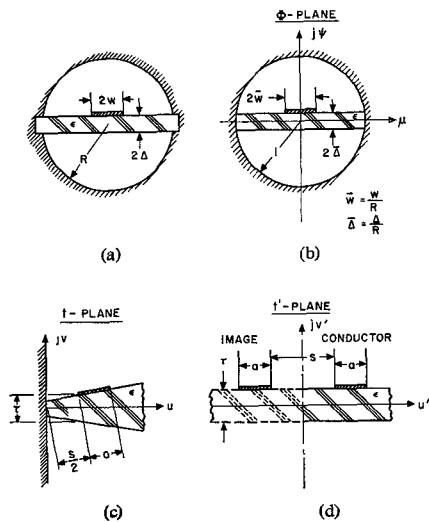 Φ-PLANE
jψ
2w
ϵ
R
2Δ
(a)
2w̄
ϵ
μ
1
2Δ̄
w̄ = w/R
Δ̄ = Δ/R
(b)
t-PLANE
jv
τ
ϵ
u
s/2
a
(c)
t'-PLANE
jv'
IMAGE
CONDUCTOR
a
s
a
τ
ϵ
u'
(d)